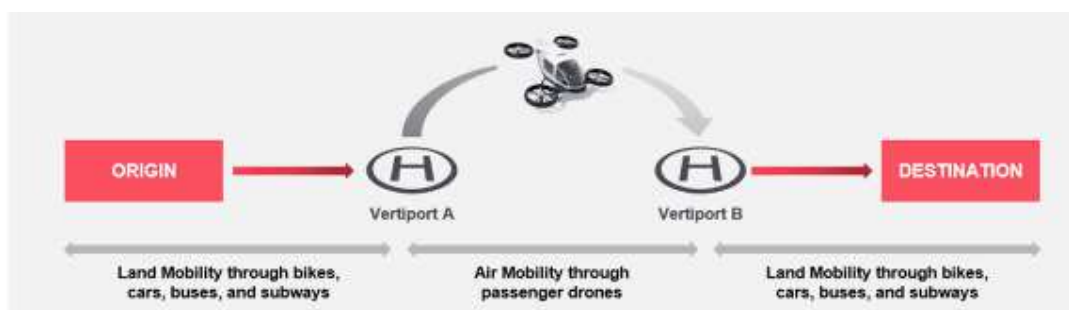 ORIGIN
H
H
DESTINATION
Vertiport A
Vertiport B
Land Mobility through bikes,
cars, buses, and subways
Air Mobility through
passenger drones
Land Mobility through bikes,
cars, buses, and subways